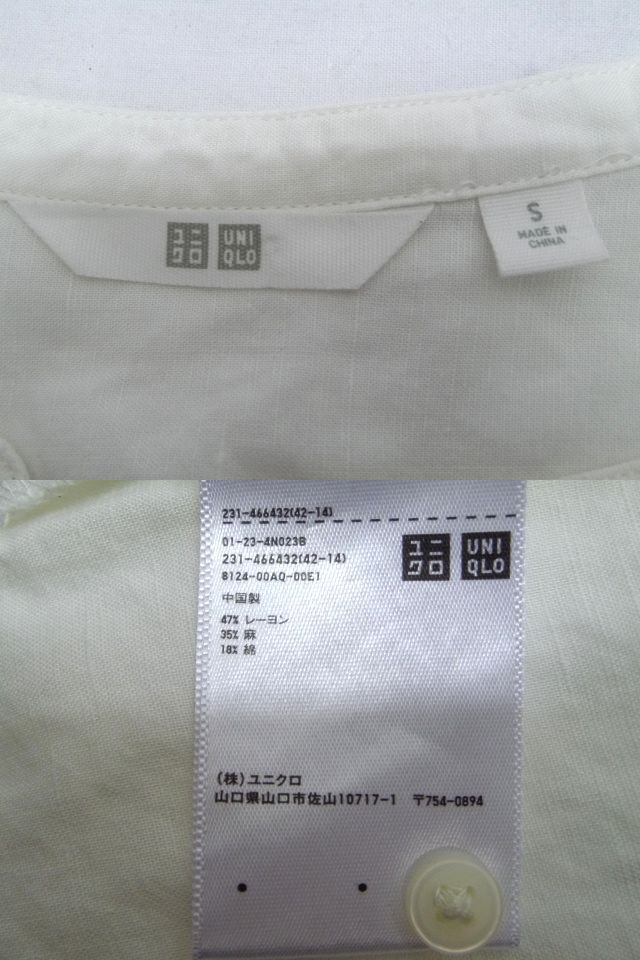 ユニ
クロ
UNI
QLO
S
MADE IN
CHINA
231-466432(42-14)
01-23-4N023B
231-466432(42-14)
8124-00AQ-00E1
ユニ
クロ
UNI
QLO
中国製
47% レーヨン
35% 麻
18% 綿
(株)ユニクロ
山口県山口市佐山10717-1 〒754-0894